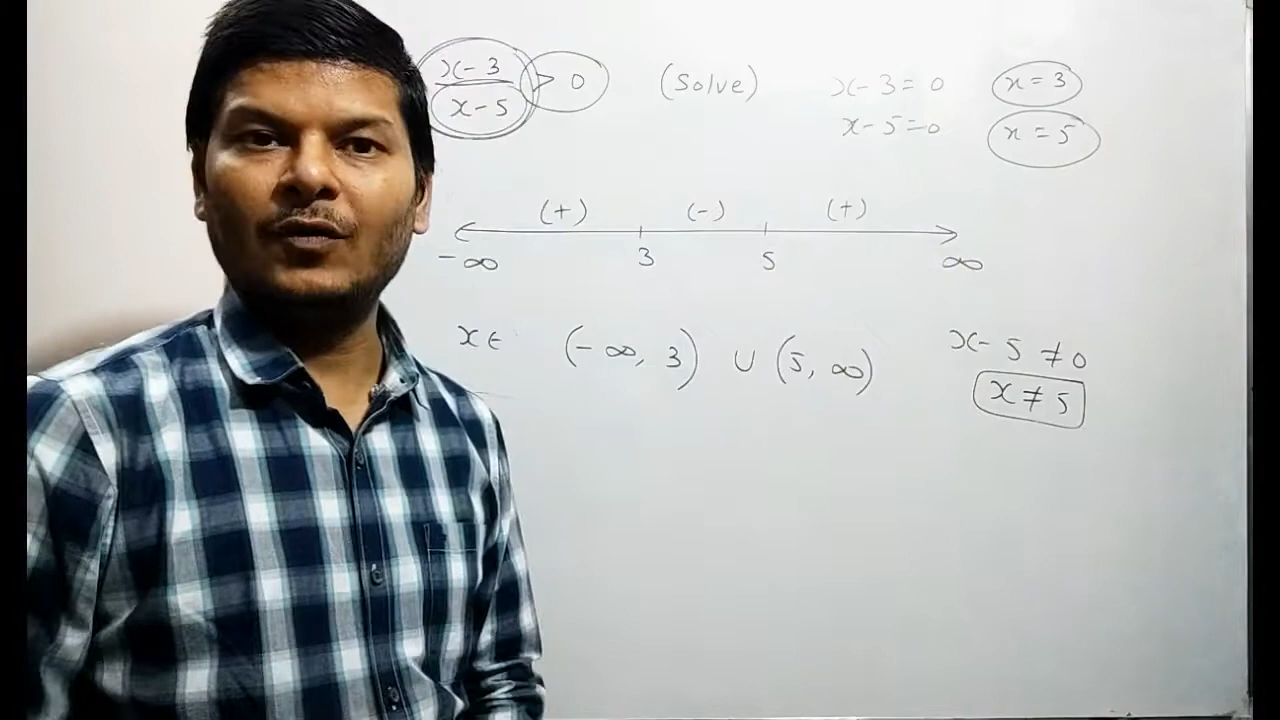 x-3/x-5 > 0 (Solve) x-3=0 x=3
x-5=0 x=5
(+) (-) (+)
-∞ 3 5 ∞
x∈ (-∞, 3) ∪ (5, ∞) x-5≠0
x≠5